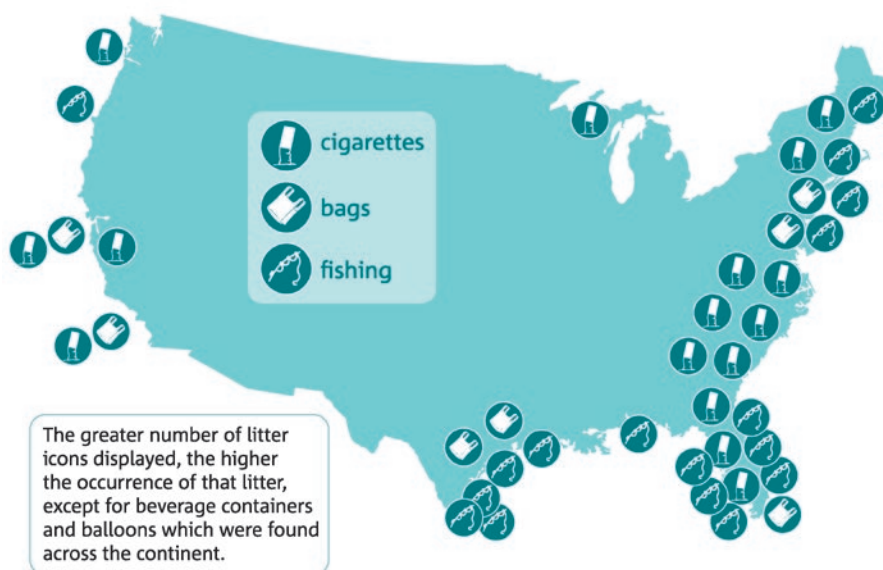 cigarettes
bags
fishing
The greater number of litter
icons displayed, the higher
the occurrence of that litter,
except for beverage containers
and balloons which were found
across the continent.